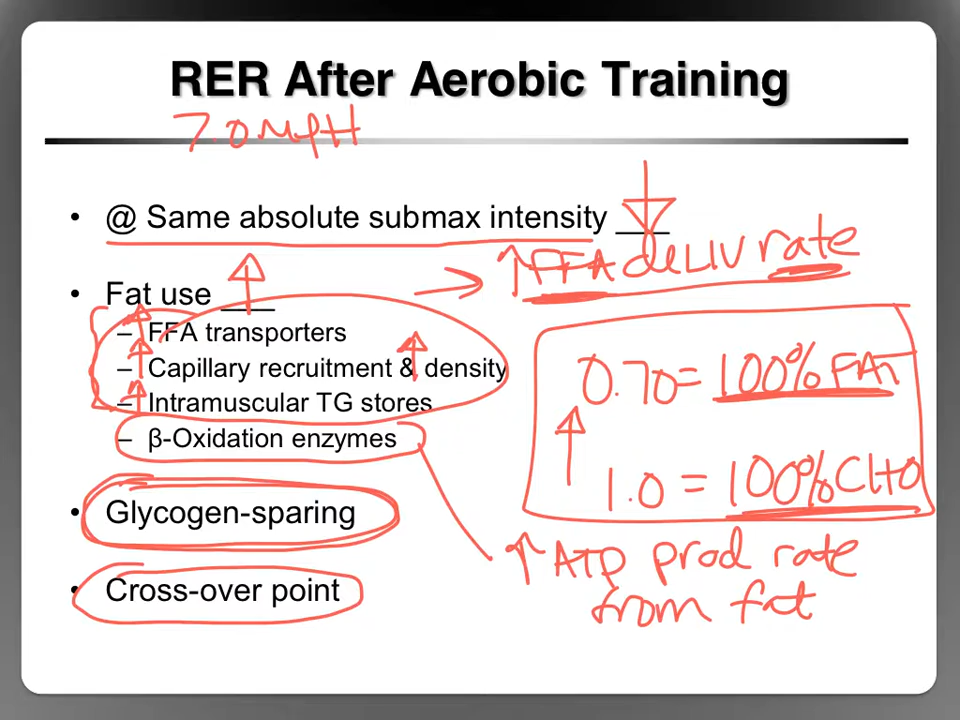 RER After Aerobic Training
7.0 MPH
• @ Same absolute submax intensity ___ ↓
↑ FFA deLIV rate
• Fat use ___ ↑ →
– FFA transporters ↑
– Capillary recruitment & density ↑ ↑
– Intramuscular TG stores ↑
– β-Oxidation enzymes
0.70 = 100% FAT
↑
1.0 = 100% CHO
• Glycogen-sparing
↑ ATP prod rate
from fat
• Cross-over point